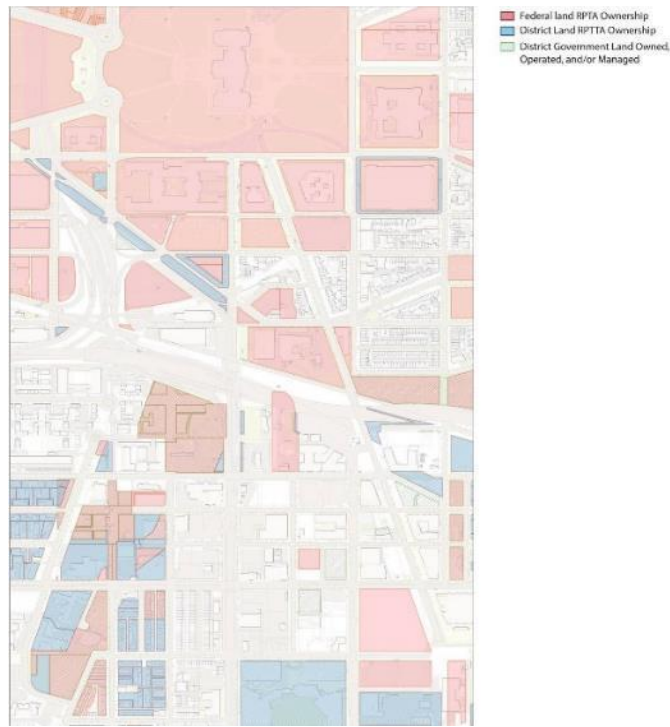 Federal land RPTA Ownership
District Land RPTTA Ownership
District Government Land Owned,
Operated, and/or Managed